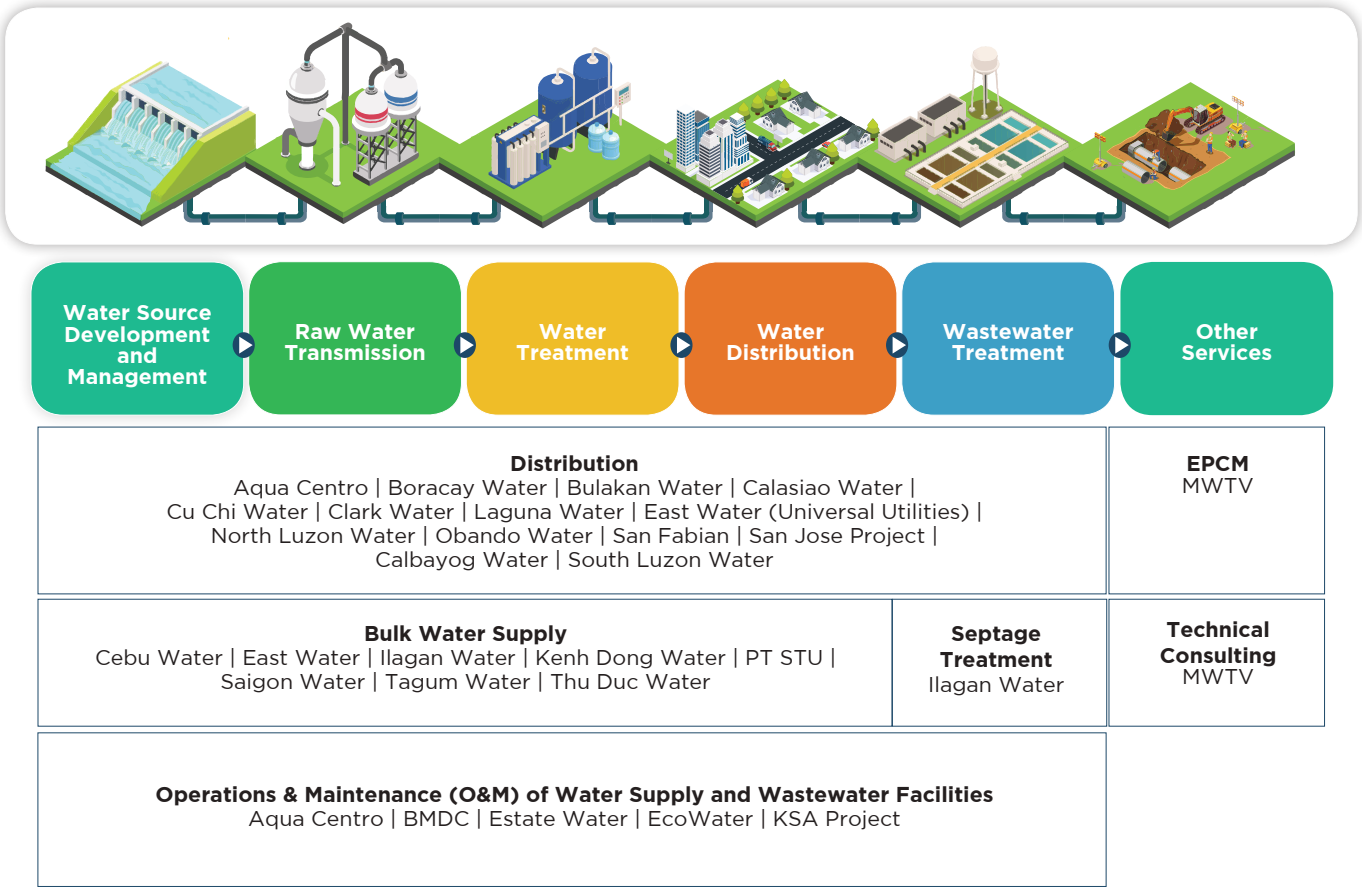 Water Source
Development
and
Management
Raw Water
Transmission
Water
Treatment
Water
Distribution
Wastewater
Treatment
Other
Services
Distribution
Aqua Centro | Boracay Water | Bulakan Water | Calasiao Water |
Cu Chi Water | Clark Water | Laguna Water | East Water (Universal Utilities) |
North Luzon Water | Obando Water | San Fabian | San Jose Project |
Calbayog Water | South Luzon Water
EPCM
MWTV
Bulk Water Supply
Cebu Water | East Water | Ilagan Water | Kenh Dong Water | PT STU |
Saigon Water | Tagum Water | Thu Duc Water
Septage
Treatment
Ilagan Water
Technical
Consulting
MWTV
Operations & Maintenance (O&M) of Water Supply and Wastewater Facilities
Aqua Centro | BMDC | Estate Water | EcoWater | KSA Project